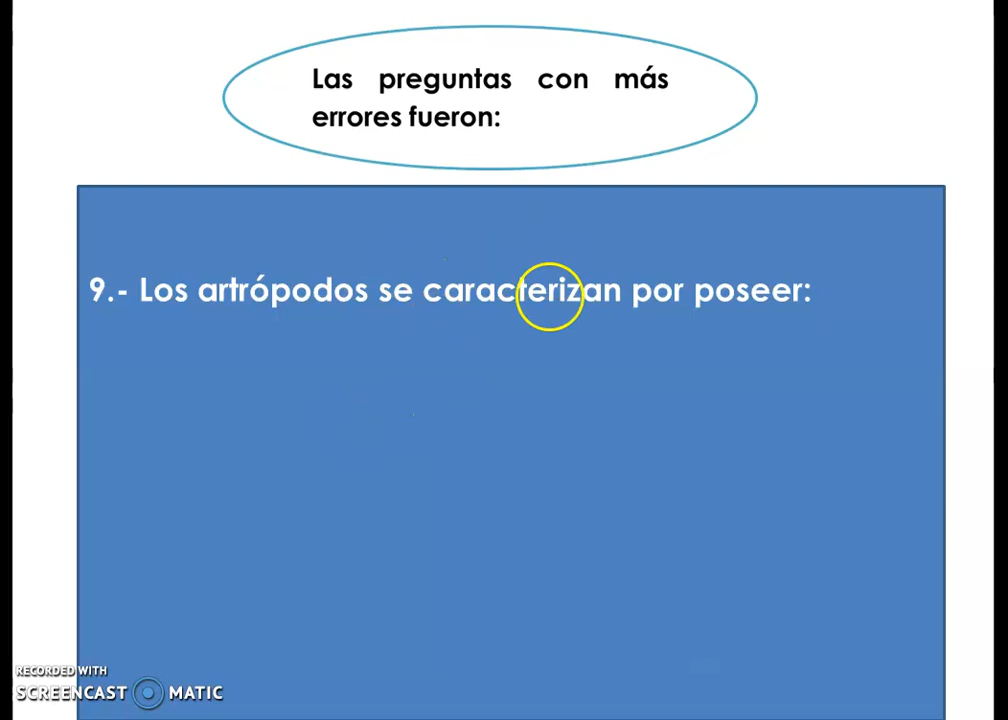 Las preguntas con más
errores fueron:
9.- Los artrópodos se caracterizan por poseer:
RECORDED WITH
SCREENCAST MATIC